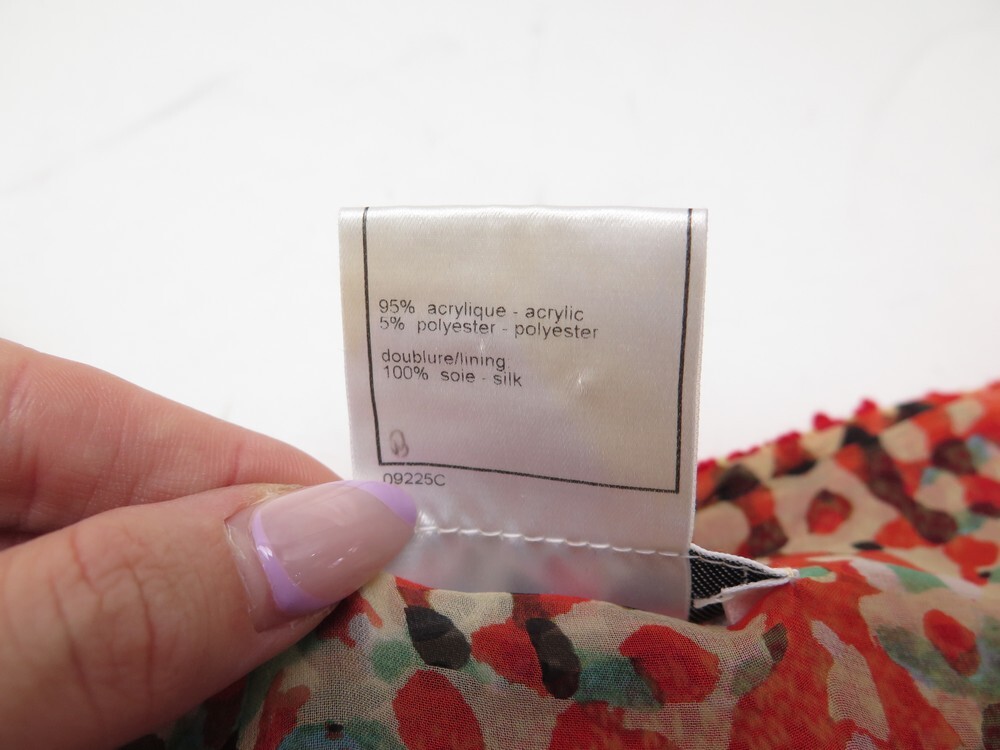 95% acrylique - acrylic
5% polyester - polyester
doublure/lining:
100% soie - silk
09225C